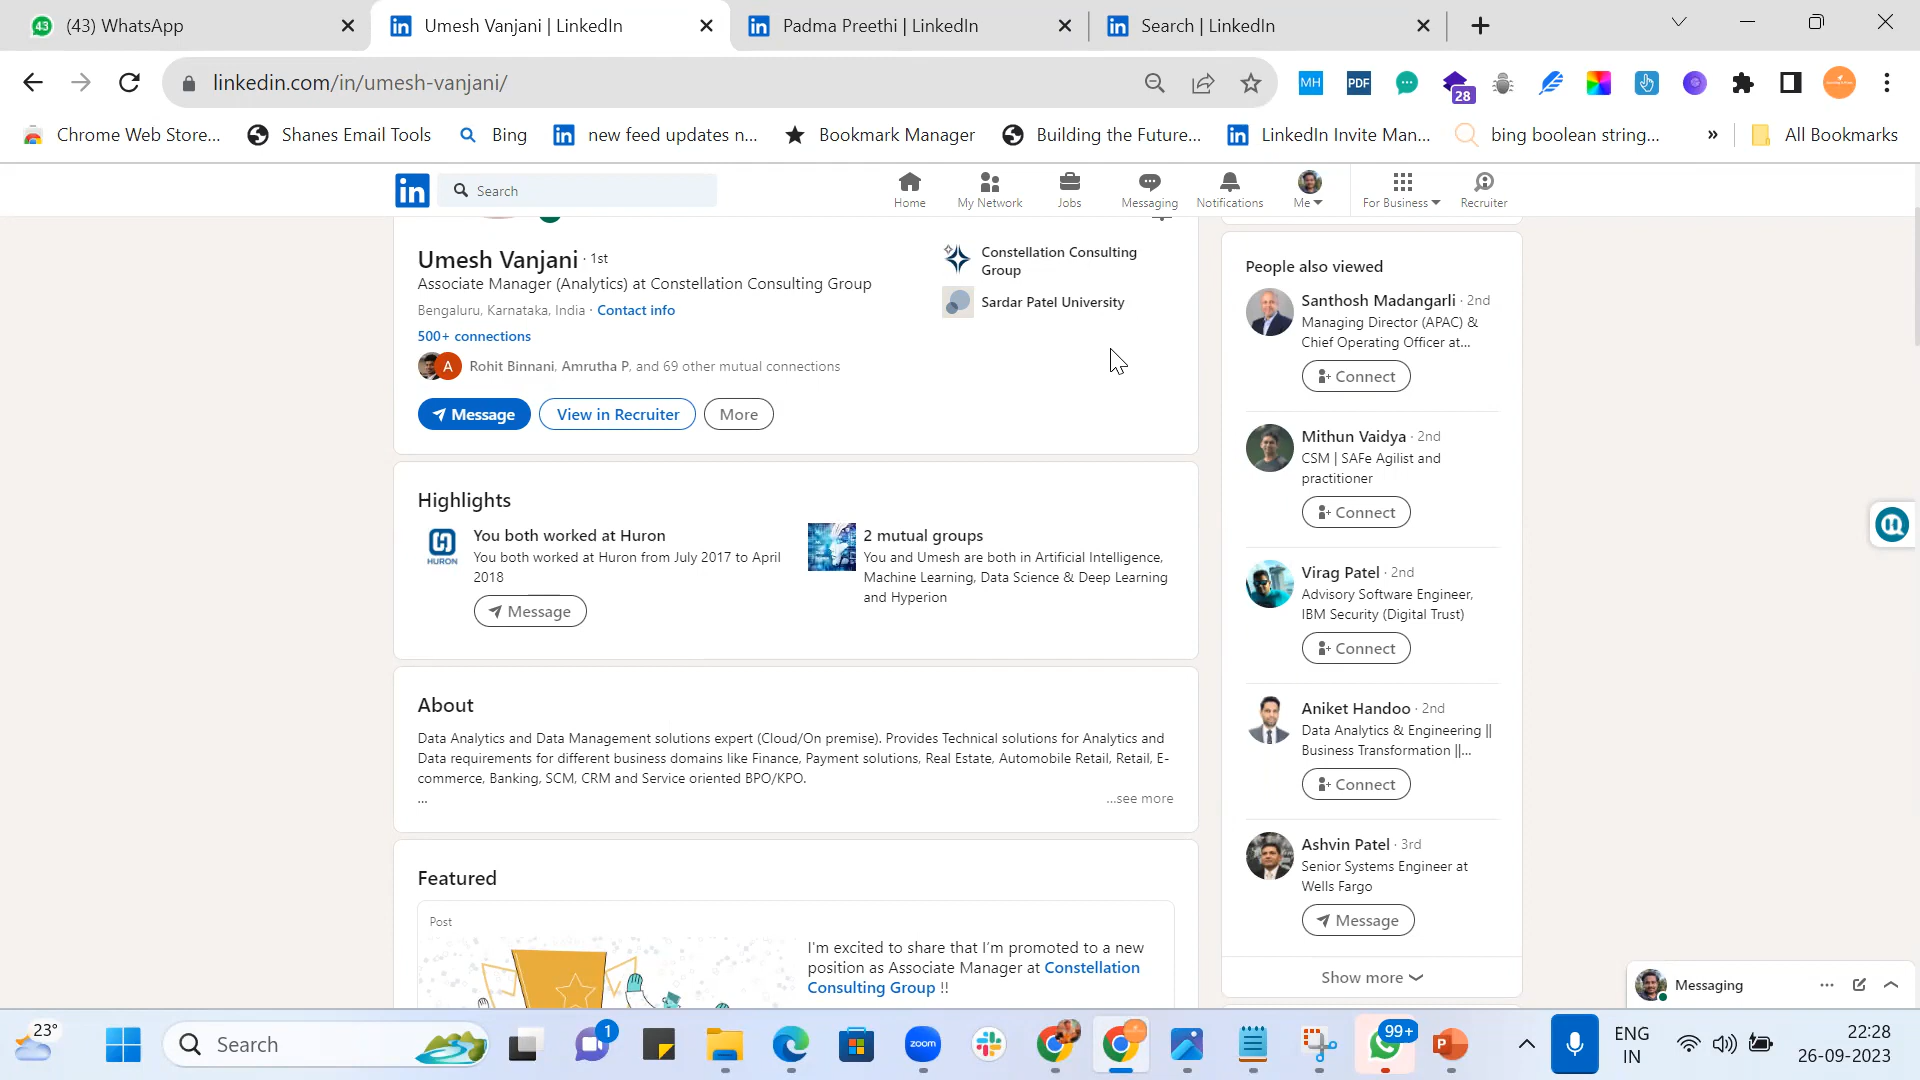 43
(43) WhatsApp
Umesh Vanjani | LinkedIn
Padma Preethi | LinkedIn
Search | LinkedIn
linkedin.com/in/umesh-vanjani/
MH
PDF
28
Chrome Web Store...
Shanes Email Tools
Bing
new feed updates n...
Bookmark Manager
Building the Future...
LinkedIn Invite Man...
bing boolean string...
»
All Bookmarks
in
Search
Home
My Network
Jobs
Messaging
Notifications
Me
For Business
Recruiter
Umesh Vanjani · 1st
Associate Manager (Analytics) at Constellation Consulting Group
Bengaluru, Karnataka, India · Contact info
500+ connections
A
Rohit Binnani, Amrutha P, and 69 other mutual connections
Message
View in Recruiter
More
Constellation Consulting
Group
Sardar Patel University
Highlights
HURON
You both worked at Huron
You both worked at Huron from July 2017 to April
2018
Message
2 mutual groups
You and Umesh are both in Artificial Intelligence,
Machine Learning, Data Science & Deep Learning
and Hyperion
About
Data Analytics and Data Management solutions expert (Cloud/On premise). Provides Technical solutions for Analytics and
Data requirements for different business domains like Finance, Payment solutions, Real Estate, Automobile Retail, Retail, E-
commerce, Banking, SCM, CRM and Service oriented BPO/KPO.
...
...see more
Featured
Post
I'm excited to share that I'm promoted to a new
position as Associate Manager at Constellation
Consulting Group !!
People also viewed
Santhosh Madangarli · 2nd
Managing Director (APAC) &
Chief Operating Officer at...
Connect
Mithun Vaidya · 2nd
CSM | SAFe Agilist and
practitioner
Connect
Virag Patel · 2nd
Advisory Software Engineer,
IBM Security (Digital Trust)
Connect
Aniket Handoo · 2nd
Data Analytics & Engineering ||
Business Transformation ||...
Connect
Ashvin Patel · 3rd
Senior Systems Engineer at
Wells Fargo
Message
Show more
Messaging
23°
Search
1
zoom
99+
P
ENG
IN
22:28
26-09-2023